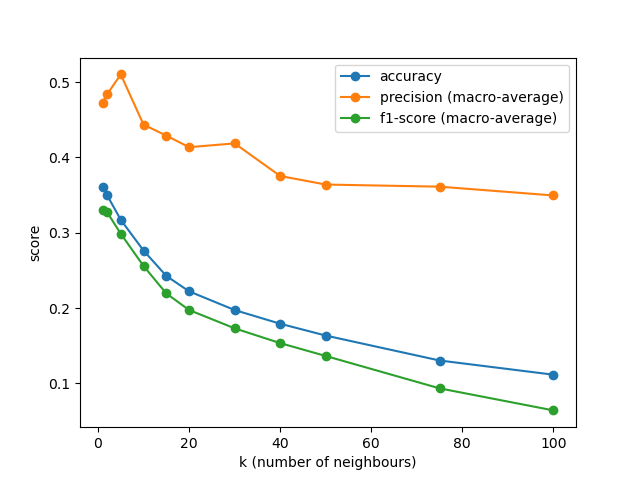 accuracy
precision (macro-average)
f1-score (macro-average)
0.5
0.4
0.3
0.2
0.1
score
0 20 40 60 80 100
k (number of neighbours)